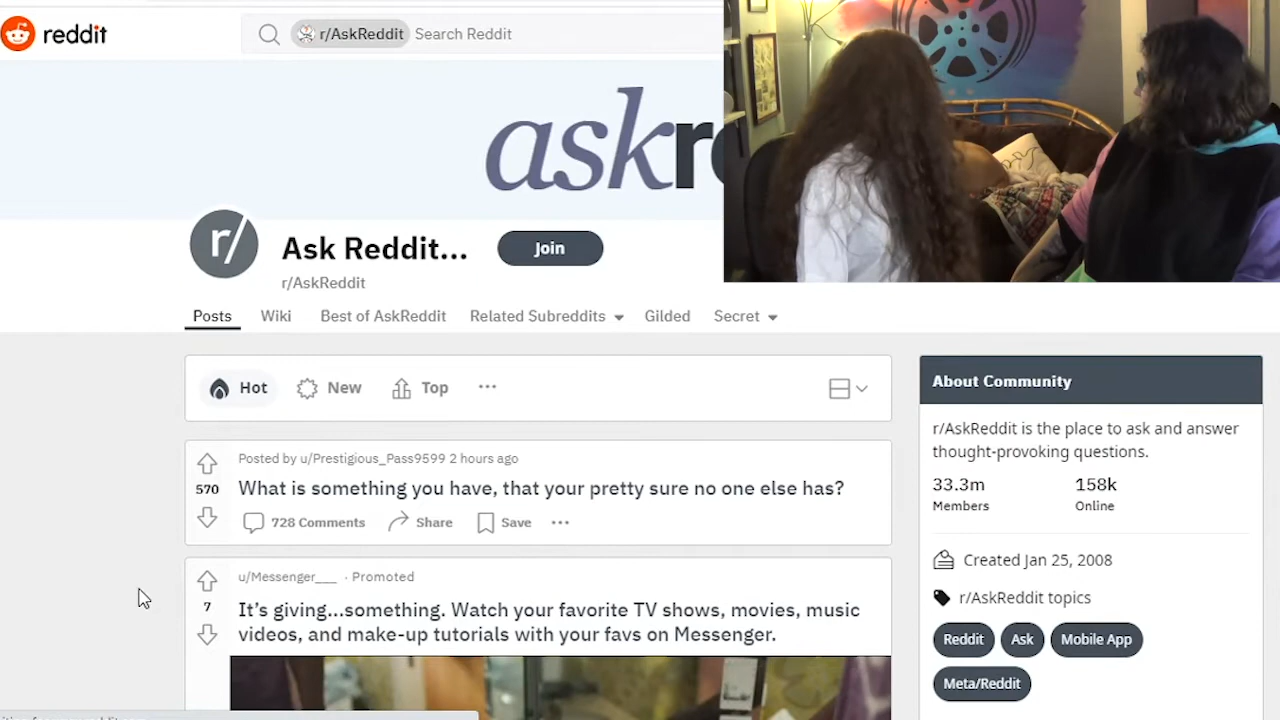 reddit
r/AskReddit Search Reddit
askr
r/
Ask Reddit...
Join
r/AskReddit
Posts Wiki Best of AskReddit Related Subreddits Gilded Secret
Hot New Top
Posted by u/Prestigious_Pass9599 2 hours ago
570
What is something you have, that your pretty sure no one else has?
728 Comments Share Save
u/Messenger___ · Promoted
7
It's giving...something. Watch your favorite TV shows, movies, music
videos, and make-up tutorials with your favs on Messenger.
About Community
r/AskReddit is the place to ask and answer
thought-provoking questions.
33.3m 158k
Members Online
Created Jan 25, 2008
r/AskReddit topics
Reddit Ask Mobile App
Meta/Reddit